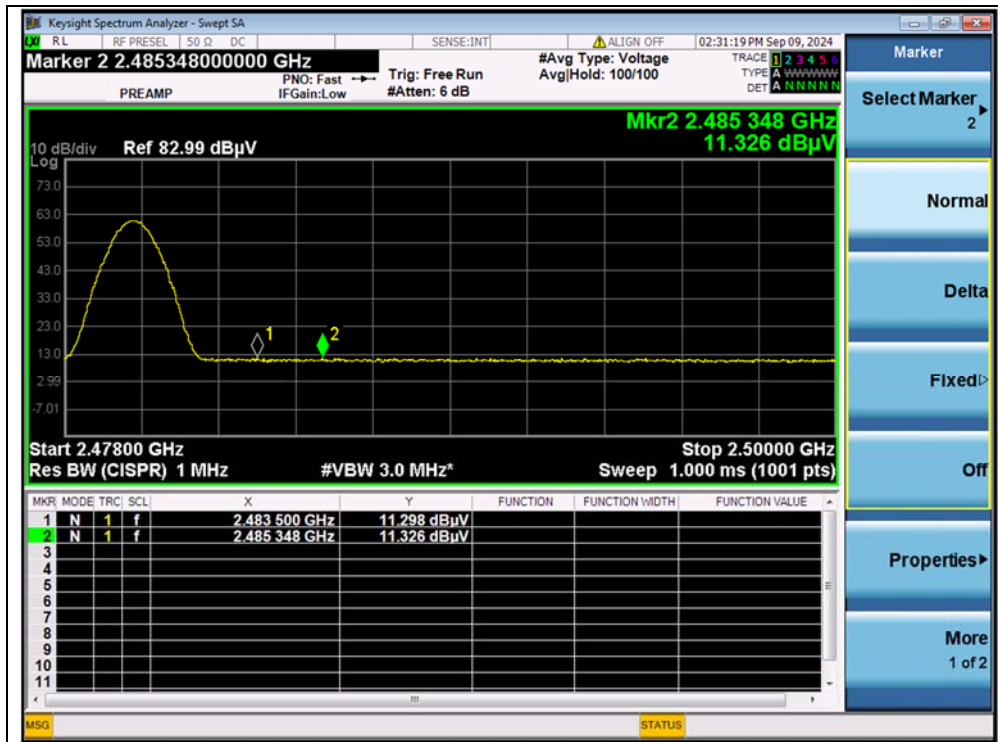 Keysight Spectrum Analyzer - Swept SA
LXI RL RF PRESEL 50 Ω DC SENSE:INT ALIGN OFF 02:31:19 PM Sep 09, 2024
Marker 2 2.485348000000 GHz
PREAMP
PNO: Fast
IFGain:Low
Trig: Free Run
#Atten: 6 dB
#Avg Type: Voltage
Avg|Hold: 100/100
TRACE 1 2 3 4 5 6
TYPE A WWWWW
DET A N N N N N
Mkr2 2.485 348 GHz
11.326 dBµV
10 dB/div Ref 82.99 dBµV
Log
73.0
63.0
53.0
43.0
33.0
23.0
13.0
2.99
-7.01
1
2
Start 2.47800 GHz Stop 2.50000 GHz
Res BW (CISPR) 1 MHz #VBW 3.0 MHz* Sweep 1.000 ms (1001 pts)
MKR MODE TRC SCL X Y FUNCTION FUNCTION WIDTH FUNCTION VALUE
1 N 1 f 2.483 500 GHz 11.298 dBµV
2 N 1 f 2.485 348 GHz 11.326 dBµV
3
4
5
6
7
8
9
10
11
MSG STATUS
Marker
Select Marker
2
Normal
Delta
Fixed
Off
Properties
More
1 of 2